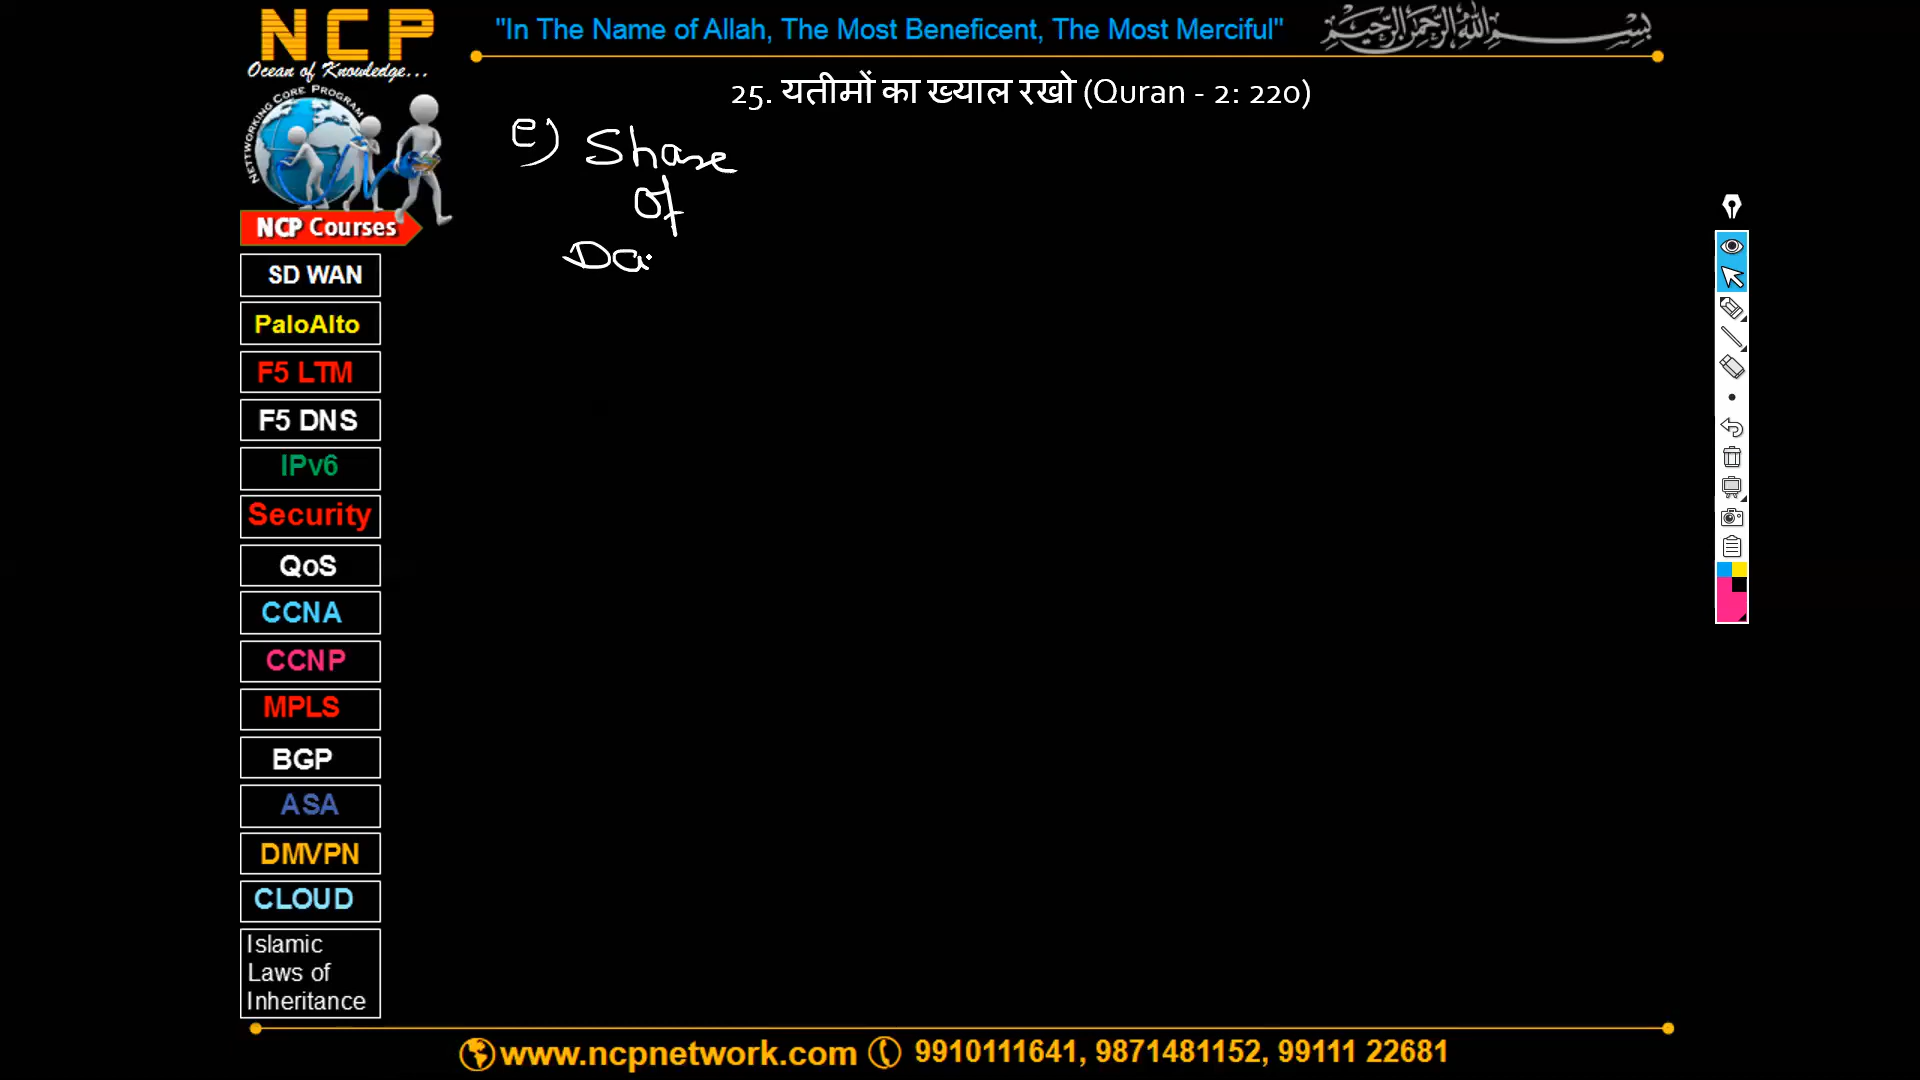 NCP
Ocean of Knowledge...
NETTWORKING CORE PROGRAM
"In The Name of Allah, The Most Beneficent, The Most Merciful"
بسم الله الرحمن الرحيم
25. यतीमों का ख्याल रखो (Quran - 2: 220)
e) Share
of
Da
NCP Courses
SD WAN
PaloAlto
F5 LTM
F5 DNS
IPv6
Security
QoS
CCNA
CCNP
MPLS
BGP
ASA
DMVPN
CLOUD
Islamic
Laws of
Inheritance
www.ncpnetwork.com 9910111641, 9871481152, 99111 22681